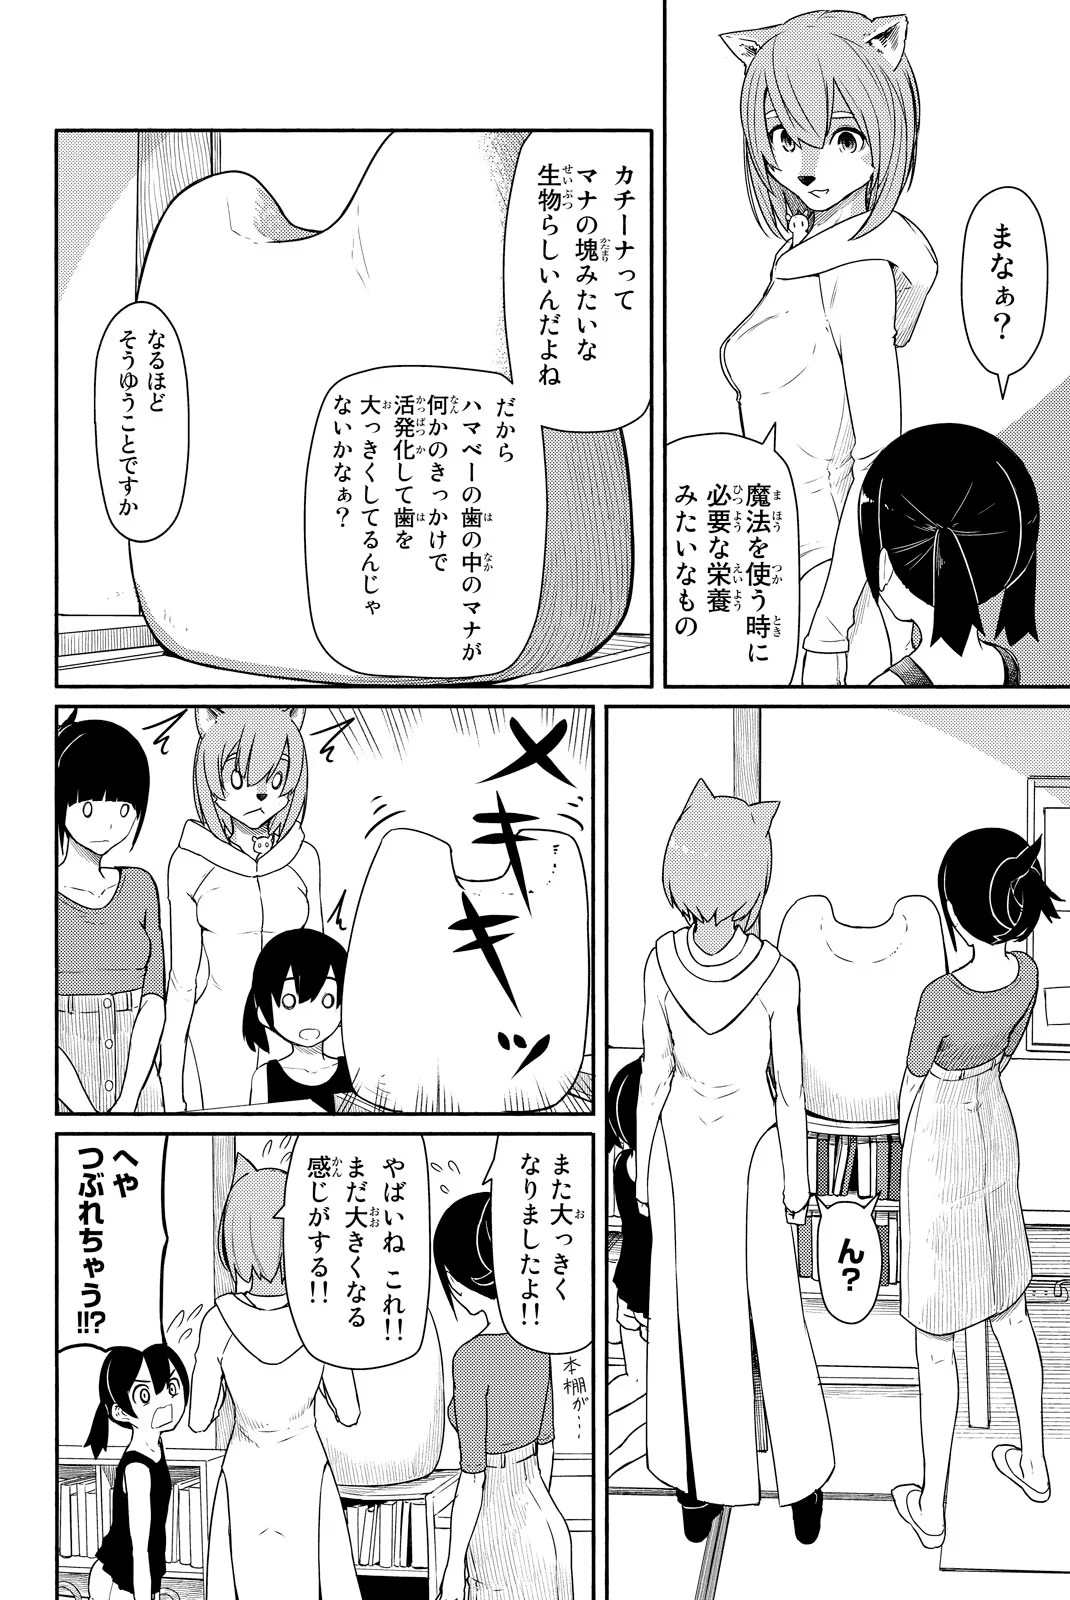 まなぁ？
魔法を使う時に
必要な栄養
みたいなもの
カチーナって
マナの塊みたいな
生物らしいんだよね
だから
ハマベーの歯の中のマナが
何かのきっかけで
活発化して歯を
大っきくしてるんじゃ
ないかなぁ？
なるほど
そうゆうことですか
ん？
メキキッ
また大っきく
なりましたよ!!
本棚が…
やばいね これ!!
まだ大きくなる
感じがする!!
へや
つぶれちゃう!!?